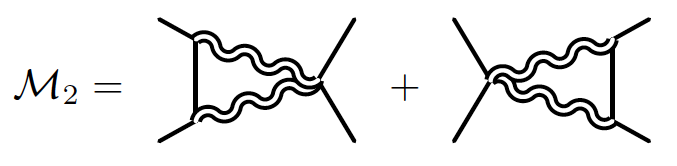 ℳ₂ = +